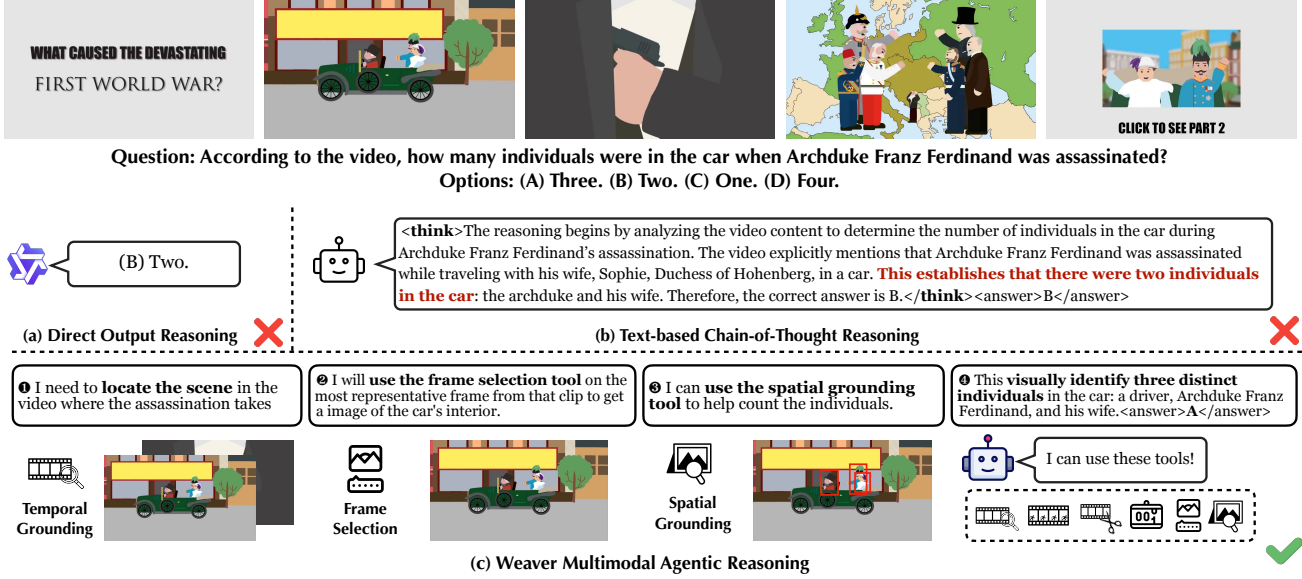 WHAT CAUSED THE DEVASTATING
FIRST WORLD WAR?
CLICK TO SEE PART 2
Question: According to the video, how many individuals were in the car when Archduke Franz Ferdinand was assassinated?
Options: (A) Three. (B) Two. (C) One. (D) Four.
(B) Two.
(a) Direct Output Reasoning
<think>The reasoning begins by analyzing the video content to determine the number of individuals in the car during
Archduke Franz Ferdinand's assassination. The video explicitly mentions that Archduke Franz Ferdinand was assassinated
while traveling with his wife, Sophie, Duchess of Hohenberg, in a car. This establishes that there were two individuals
in the car: the archduke and his wife. Therefore, the correct answer is B.</think><answer>B</answer>
(b) Text-based Chain-of-Thought Reasoning
❶ I need to locate the scene in the
video where the assassination takes
❷ I will use the frame selection tool on the
most representative frame from that clip to get
a image of the car's interior.
❸ I can use the spatial grounding
tool to help count the individuals.
❹ This visually identify three distinct
individuals in the car: a driver, Archduke Franz
Ferdinand, and his wife.<answer>A</answer>
Temporal
Grounding
Frame
Selection
Spatial
Grounding
I can use these tools!
001
(c) Weaver Multimodal Agentic Reasoning